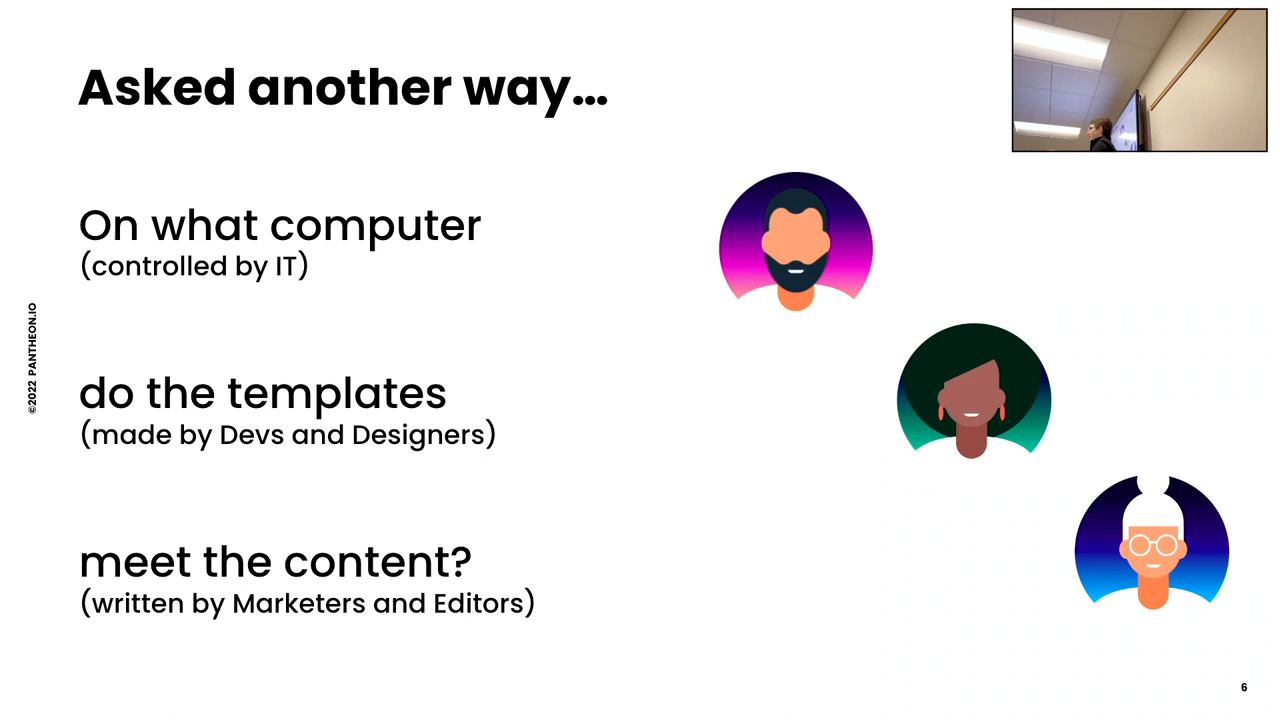 Asked another way…
On what computer
(controlled by IT)
do the templates
(made by Devs and Designers)
meet the content?
(written by Marketers and Editors)
©2022 PANTHEON.IO
6